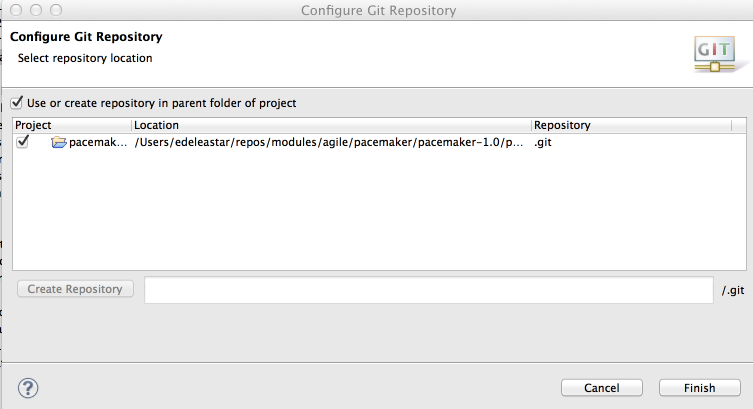 Configure Git Repository
Configure Git Repository
Select repository location
GIT
Use or create repository in parent folder of project
Project Location Repository
pacemak... /Users/edeleastar/repos/modules/agile/pacemaker/pacemaker-1.0/p... .git
Create Repository /.git
? Cancel Finish